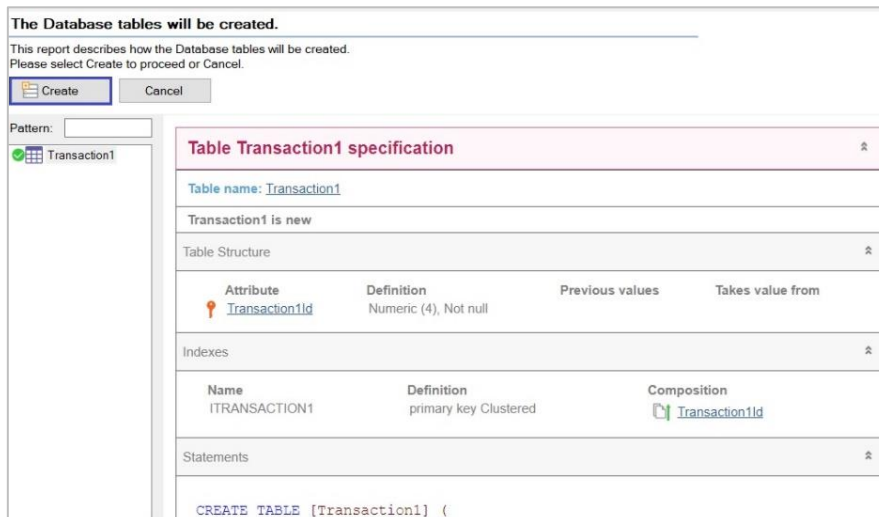 The Database tables will be created.
This report describes how the Database tables will be created.
Please select Create to proceed or Cancel.
Create Cancel
Pattern:
Transaction1
Table Transaction1 specification
Table name: Transaction1
Transaction1 is new
Table Structure
Attribute Definition Previous values Takes value from
Transaction1Id Numeric (4), Not null
Indexes
Name Definition Composition
ITRANSACTION1 primary key Clustered Transaction1Id
Statements
CREATE TABLE [Transaction1] (